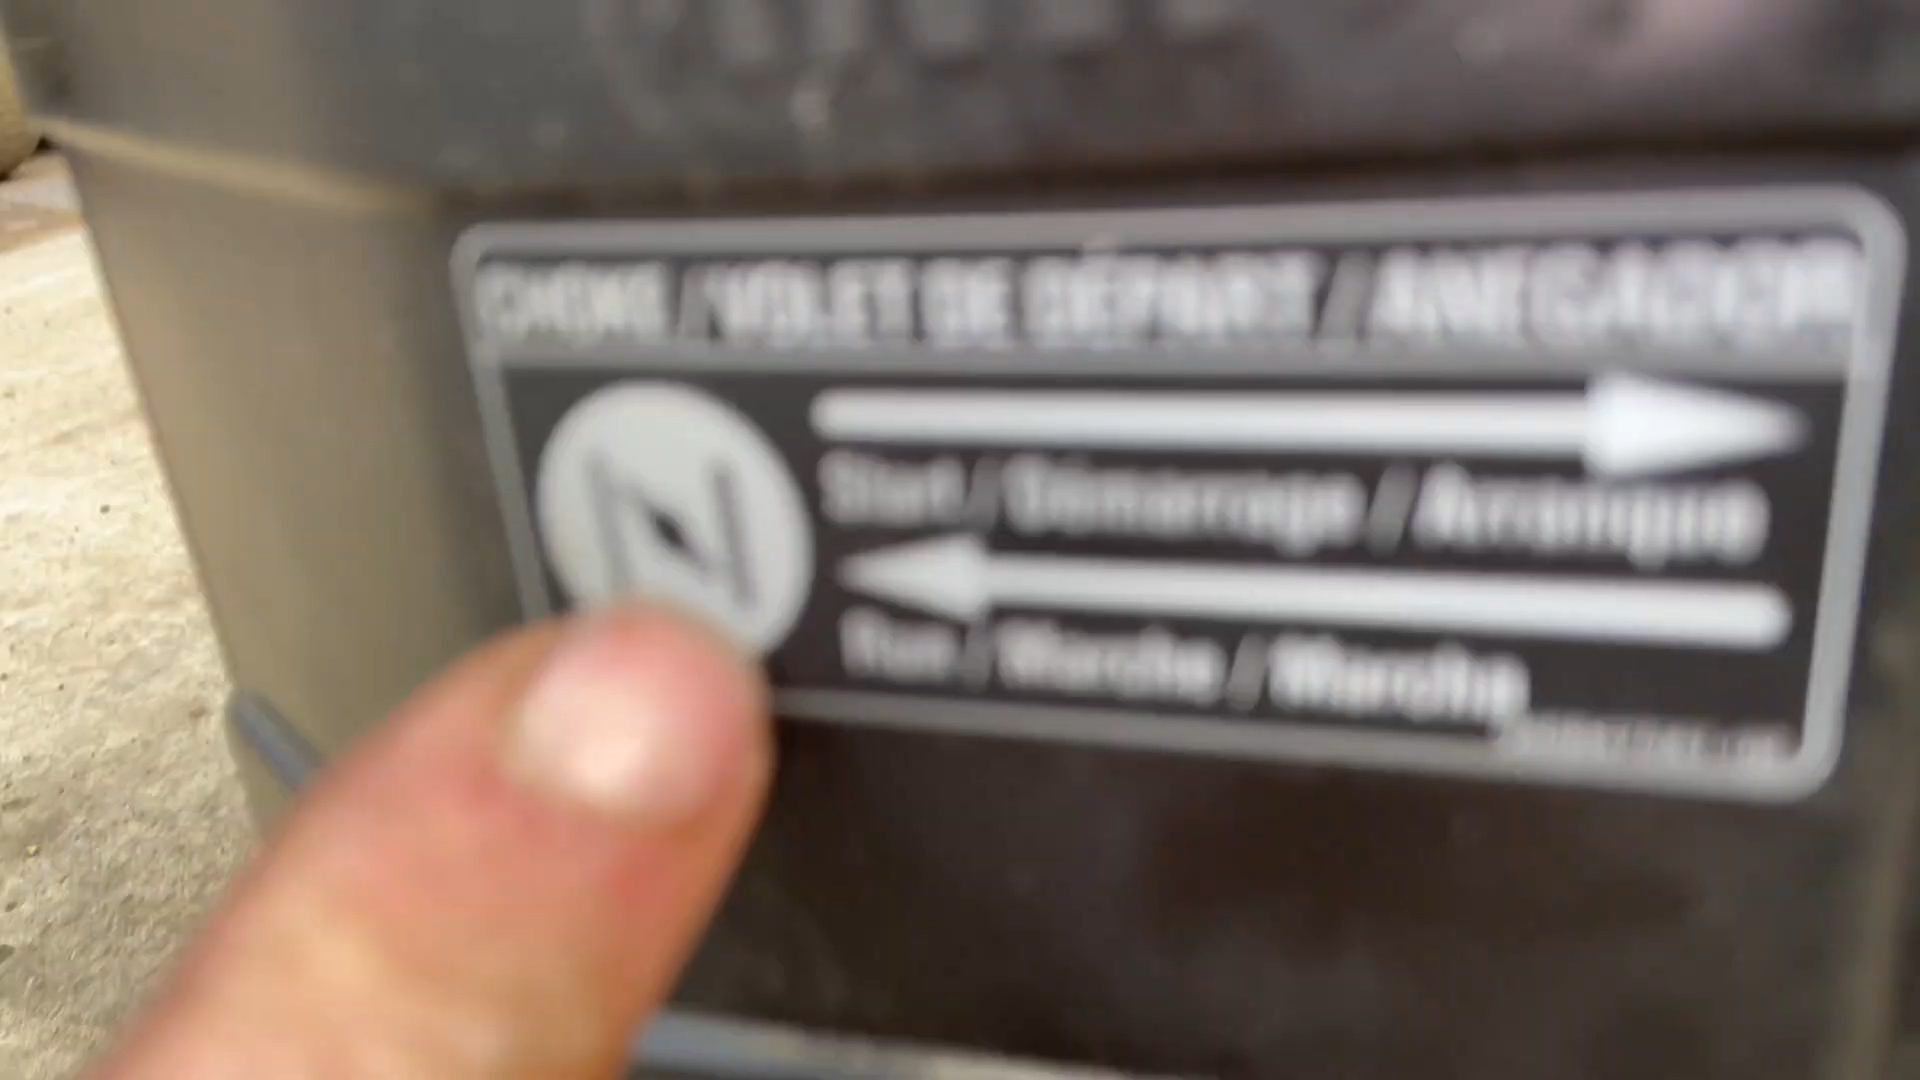 CHOKE / VOLET DE DÉPART / ANEGADOR
Start / Démarrage / Arranque
Run / Marche / Marcha